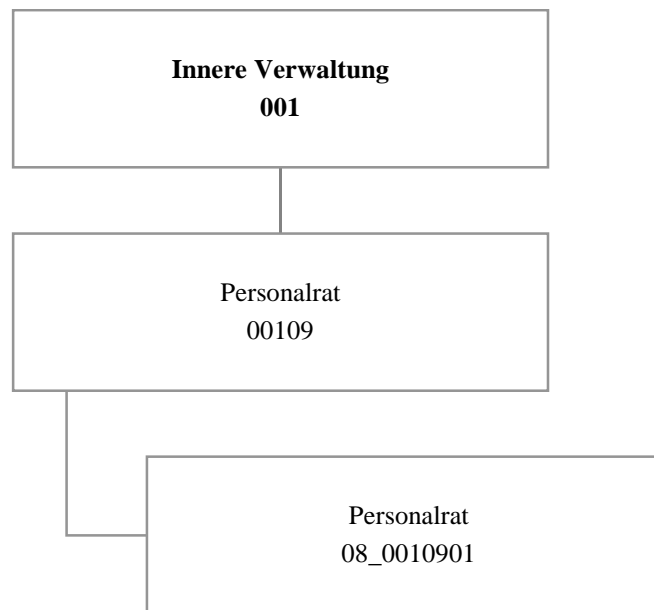 Innere Verwaltung
001
Personalrat
00109
Personalrat
08_0010901